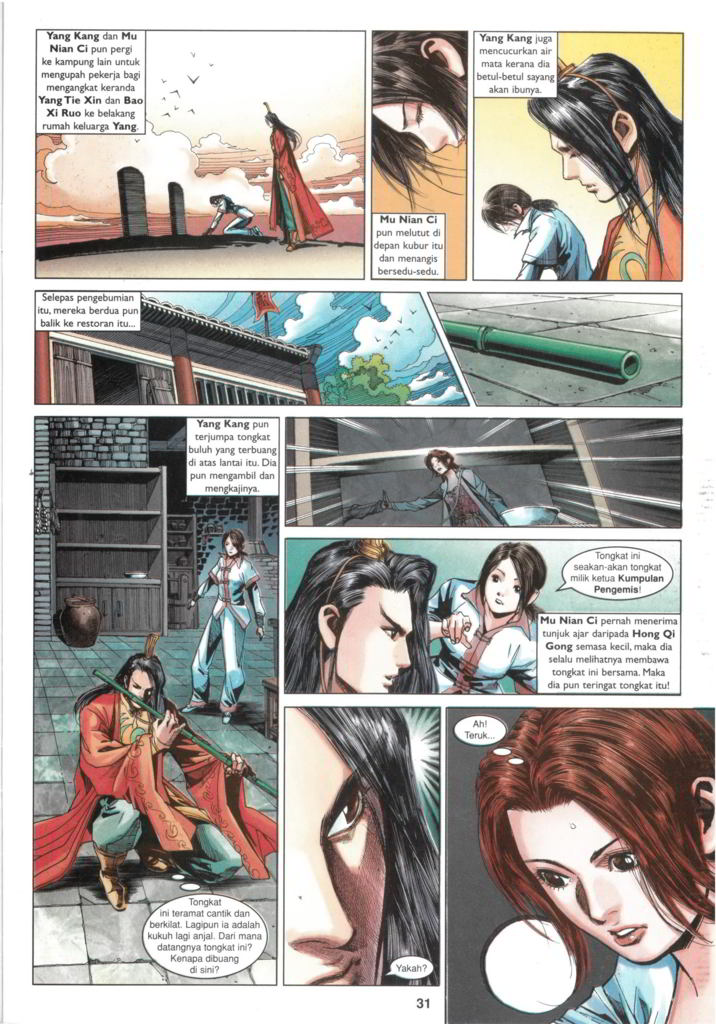 Yang Kang dan Mu
Nian Ci pun pergi
ke kampung lain untuk
mengupah pekerja bagi
mengangkat keranda
Yang Tie Xin dan Bao
Xi Ruo ke belakang
rumah keluarga Yang.
Mu Nian Ci
pun melutut di
depan kubur itu
dan menangis
bersedu-sedu.
Yang Kang juga
mencucurkan air
mata kerana dia
betul-betul sayang
akan ibunya.
Selepas pengebumian
itu, mereka berdua pun
balik ke restoran itu...
Yang Kang pun
terjumpa tongkat
buluh yang terbuang
di atas lantai itu. Dia
pun mengambil dan
mengkajinya.
Tongkat
ini teramat cantik dan
berkilat. Lagipun ia adalah
kukuh lagi anjal. Dari mana
datangnya tongkat ini?
Kenapa dibuang
di sini?
Tongkat ini
seakan-akan tongkat
milik ketua Kumpulan
Pengemis!
Mu Nian Ci pernah menerima
tunjuk ajar daripada Hong Qi
Gong semasa kecil, maka dia
selalu melihatnya membawa
tongkat ini bersama. Maka
dia pun teringat tongkat itu!
Yakah?
Ah!
Teruk...
31